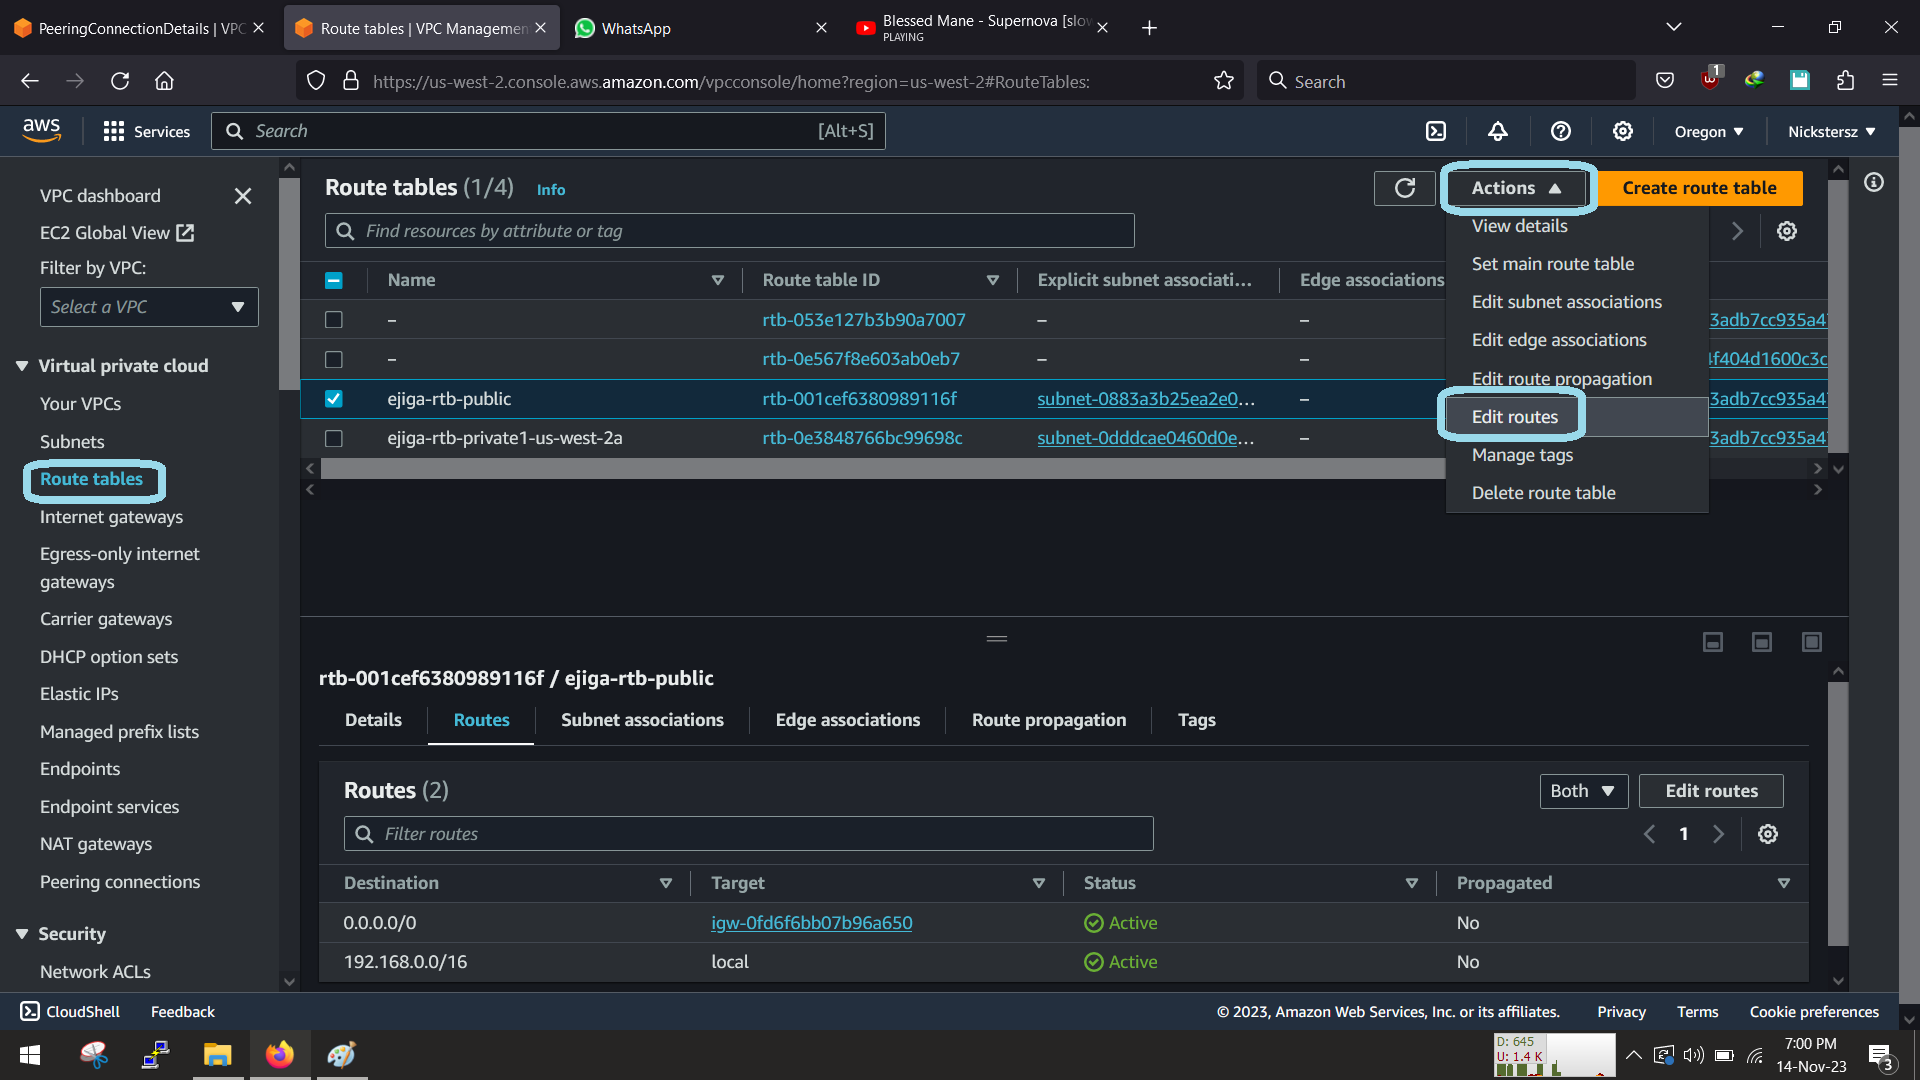 PeeringConnectionDetails | VPC
Route tables | VPC Managemen
WhatsApp
Blessed Mane - Supernova [slow
PLAYING
https://us-west-2.console.aws.amazon.com/vpcconsole/home?region=us-west-2#RouteTables:
Search
1
aws
Services
Search
[Alt+S]
Oregon
Nickstersz
VPC dashboard
EC2 Global View
Filter by VPC:
Select a VPC
Virtual private cloud
Your VPCs
Subnets
Route tables
Internet gateways
Egress-only internet
gateways
Carrier gateways
DHCP option sets
Elastic IPs
Managed prefix lists
Endpoints
Endpoint services
NAT gateways
Peering connections
Security
Network ACLs
Route tables (1/4) Info
Actions
Create route table
Find resources by attribute or tag
View details
Set main route table
Edit subnet associations
Edit edge associations
Edit route propagation
Edit routes
Manage tags
Delete route table
Name Route table ID Explicit subnet associati... Edge associations
– rtb-053e127b3b90a7007 – – 3adb7cc935a4
– rtb-0e567f8e603ab0eb7 – – 4f404d1600c3c
ejiga-rtb-public rtb-001cef6380989116f subnet-0883a3b25ea2e0... – 3adb7cc935a4
ejiga-rtb-private1-us-west-2a rtb-0e3848766bc99698c subnet-0dddcae0460d0e... – 3adb7cc935a4
rtb-001cef6380989116f / ejiga-rtb-public
Details Routes Subnet associations Edge associations Route propagation Tags
Routes (2)
Both
Edit routes
Filter routes
1
Destination Target Status Propagated
0.0.0.0/0 igw-0fd6f6bb07b96a650 Active No
192.168.0.0/16 local Active No
CloudShell Feedback © 2023, Amazon Web Services, Inc. or its affiliates. Privacy Terms Cookie preferences
D: 645
U: 1.4 K
7:00 PM
14-Nov-23
3